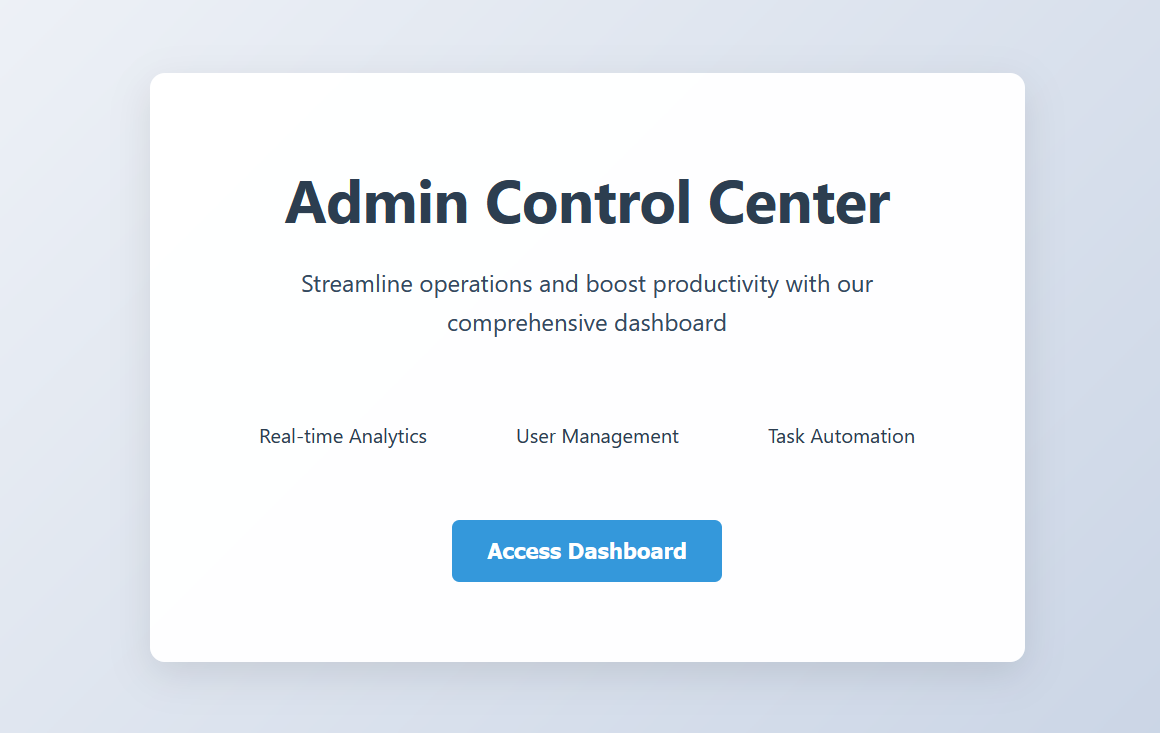 Admin Control Center
Streamline operations and boost productivity with our
comprehensive dashboard
Real-time Analytics
User Management
Task Automation
Access Dashboard